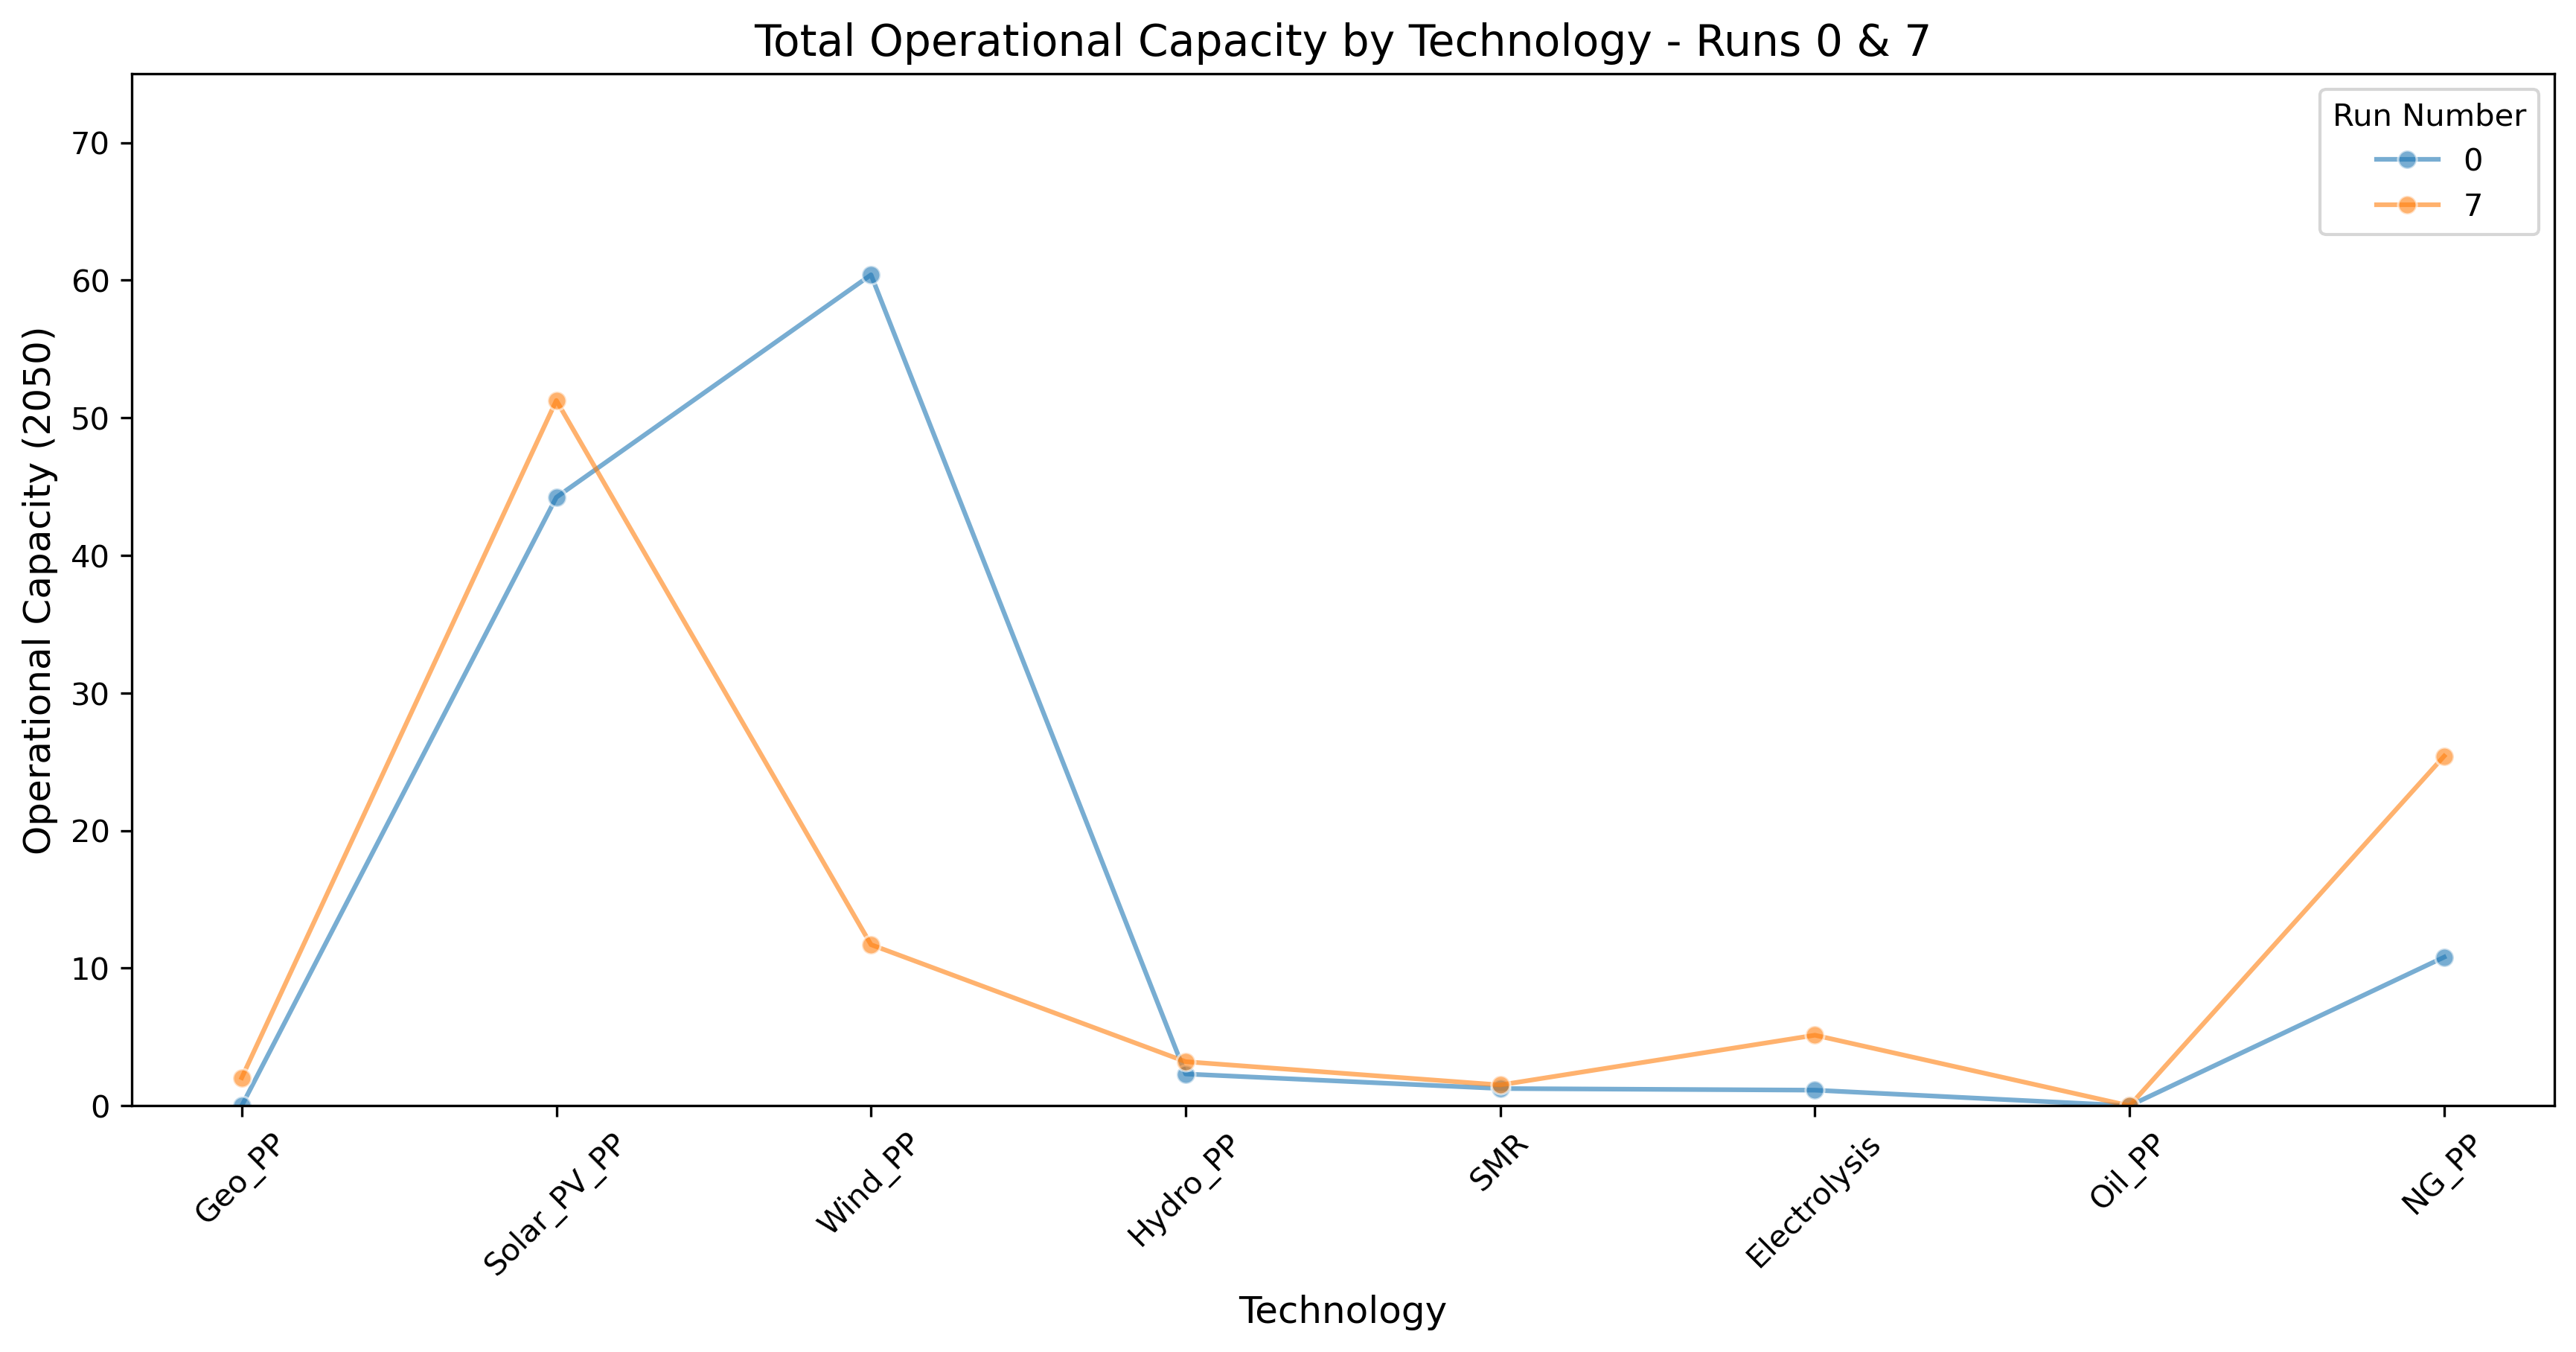 Total Operational Capacity by Technology - Runs 0 & 7
Run Number
0
7
Operational Capacity (2050)
70
60
50
40
30
20
10
0
Geo_PP
Solar_PV_PP
Wind_PP
Hydro_PP
SMR
Electrolysis
Oil_PP
NG_PP
Technology